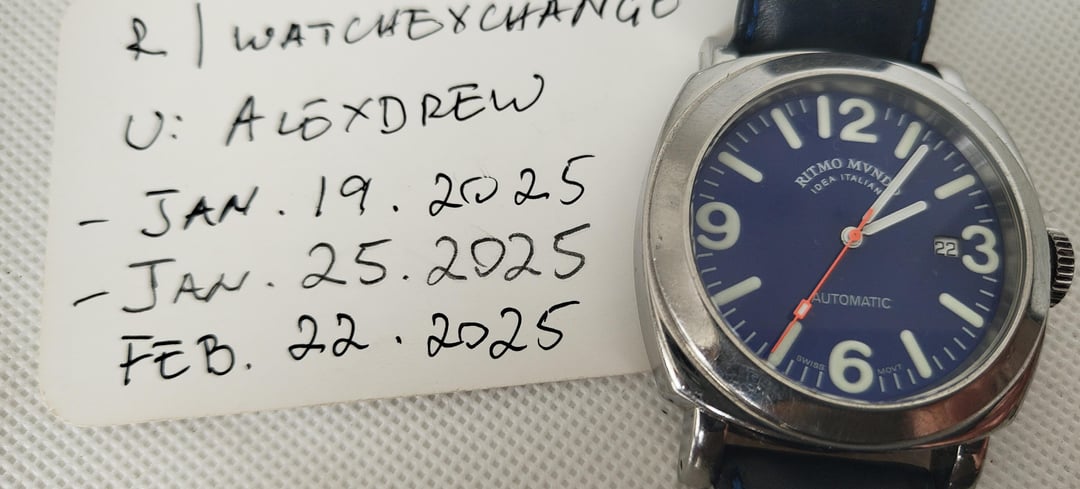 R | WATCHEXCHANGE
U: ALEXDREW
- JAN. 19. 2025
- JAN. 25. 2025
FEB. 22. 2025
12
RITMO MVNDO
IDEA ITALIANA
9
22
3
AUTOMATIC
6
SWISS MOVT